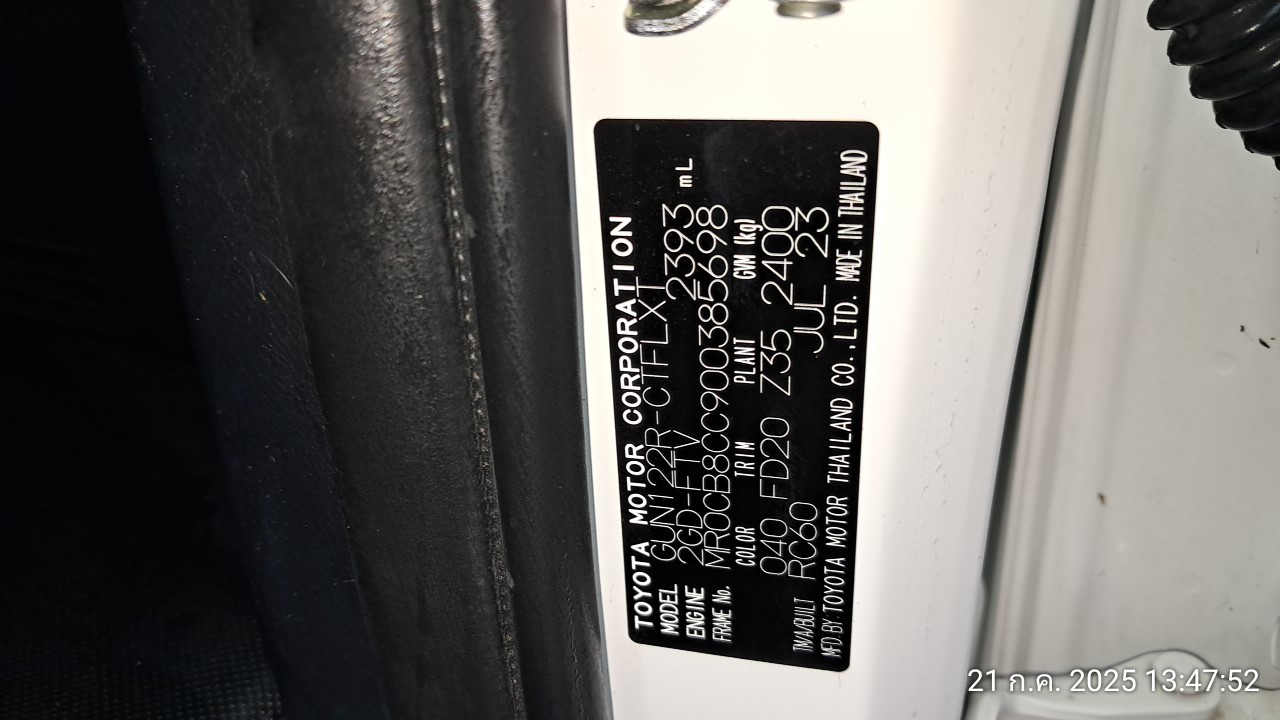 TOYOTA MOTOR CORPORATION
MODEL GUN122R-CTFLXT
ENGINE 2GD-FTV 2393 mL
FRAME No. MR0CB8CC900385698
COLOR TRIM PLANT GVM (kg)
040 FD20 Z35 2400
TM/A/BUILT RC60 JUL 23
MFD BY: TOYOTA MOTOR THAILAND CO.,LTD. MADE IN THAILAND
21 ก.ค. 2025 13:47:52